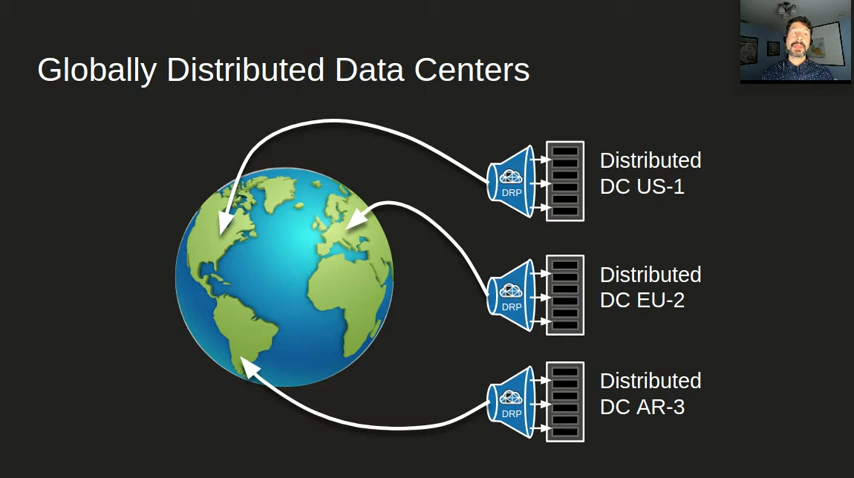 Globally Distributed Data Centers
Distributed
DC US-1
DRP
Distributed
DC EU-2
DRP
Distributed
DC AR-3
DRP